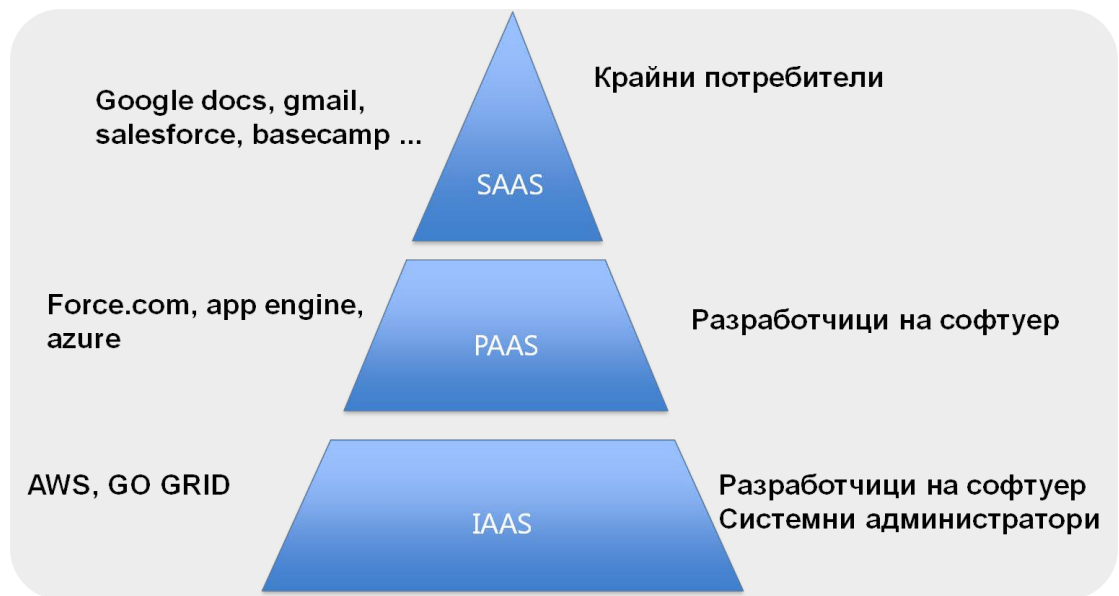 Google docs, gmail,
salesforce, basecamp ...
Крайни потребители
SAAS
Force.com, app engine,
azure
PAAS
Разработчици на софтуер
AWS, GO GRID
IAAS
Разработчици на софтуер
Системни администратори